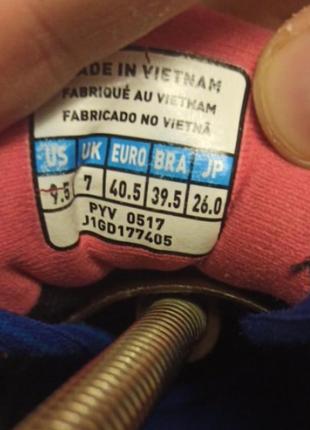 MADE IN VIETNAM
FABRIQUÉ AU VIETNAM
FABRICADO NO VIETNÃ
US UK EURO BRA JP
9.5 7 40.5 39.5 26.0
PYV 0517
J1GD177405